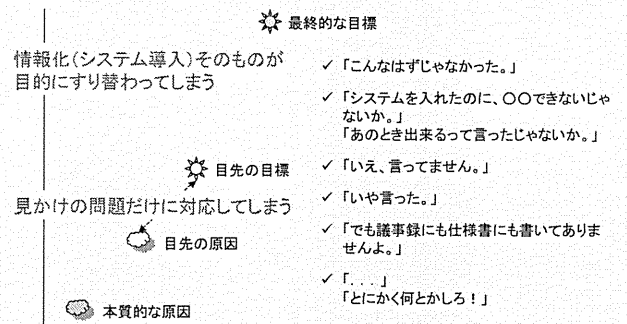 最終的な目標
情報化(システム導入)そのものが
目的にすり替わってしまう
目先の目標
見かけの問題だけに対応してしまう
目先の原因
本質的な原因
✓ 「こんなはずじゃなかった。」
✓ 「システムを入れたのに、〇〇できないじゃ
ないか。」
「あのとき出来るって言ったじゃないか。」
✓ 「いえ、言ってません。」
✓ 「いや言った。」
✓ 「でも議事録にも仕様書にも書いてありま
せんよ。」
✓ 「. . . 」
「とにかく何とかしろ!」